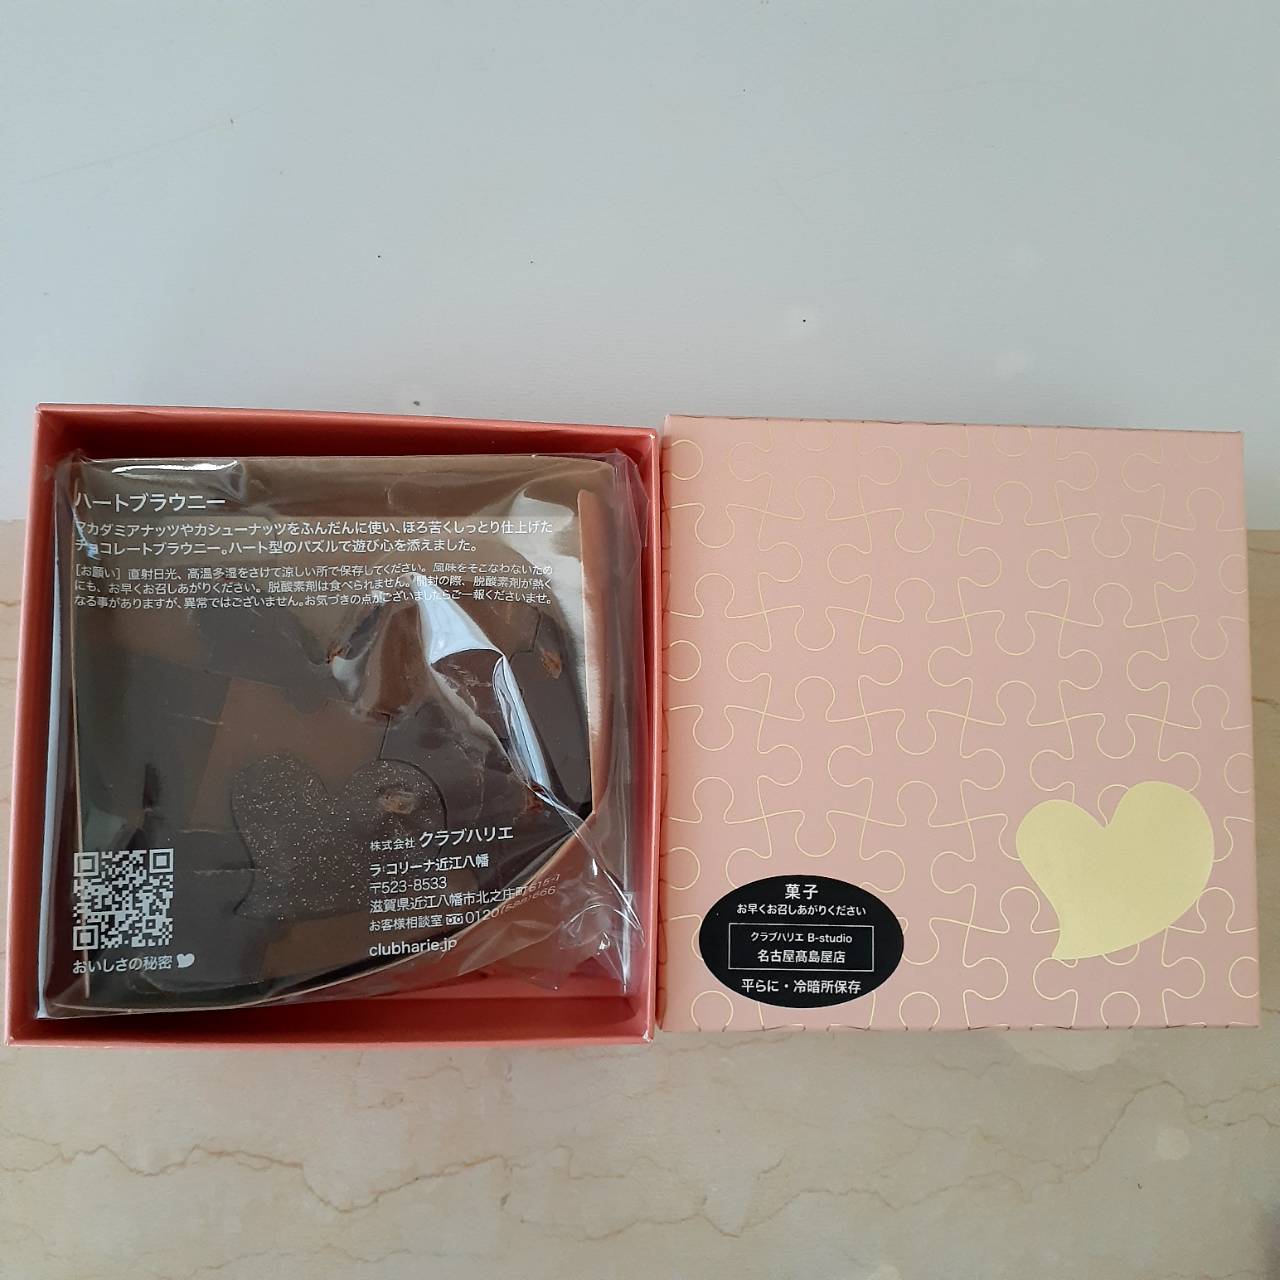 ハートブラウニー
マカダミアナッツやカシューナッツをふんだんに使い、ほろ苦くしっとり仕上げた
チョコレートブラウニー。ハート型のパズルで遊び心を添えました。
[お願い] 直射日光、高温多湿をさけて涼しい所で保存してください。風味をそこなわないため
にも、お早くお召しあがりください。脱酸素剤は食べられません。開封の際、脱酸素剤が熱く
なる事がありますが、異常ではございません。お気づきの点がございましたらご一報くださいませ。
株式会社 クラブハリエ
ラ コリーナ近江八幡
〒523-8533
滋賀県近江八幡市北之庄町615-1
お客様相談室 0120
clubharie.jp
おいしさの秘密
菓子
お早くお召しあがりください
クラブハリエ B-studio
名古屋髙島屋店
平らに・冷暗所保存